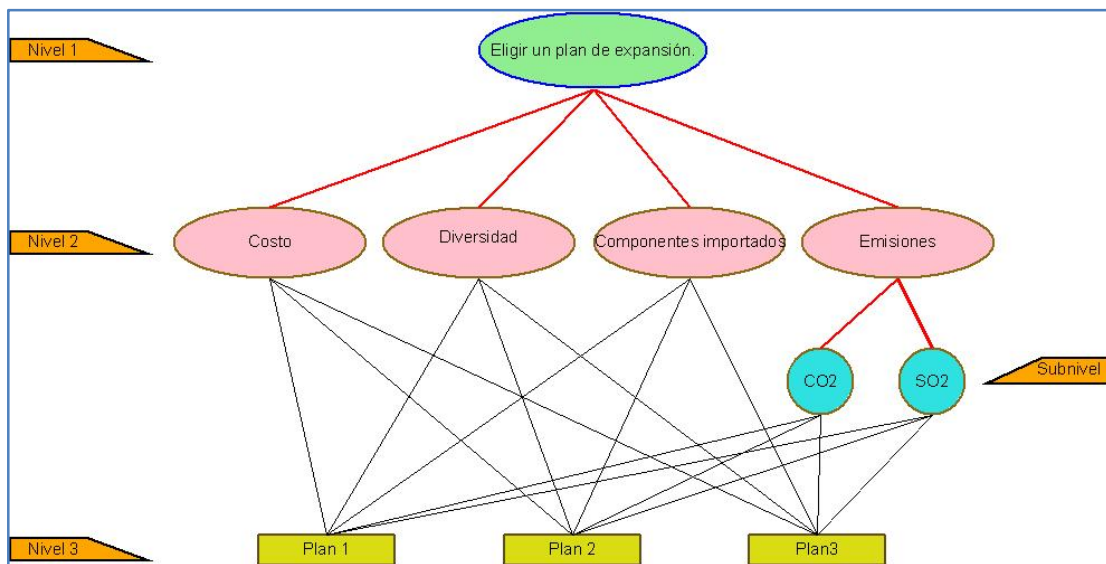 Nivel 1
Eligir un plan de expansión.
Nivel 2
Costo
Diversidad
Componentes importados
Emisiones
CO2
SO2
Subnivel
Nivel 3
Plan 1
Plan 2
Plan3